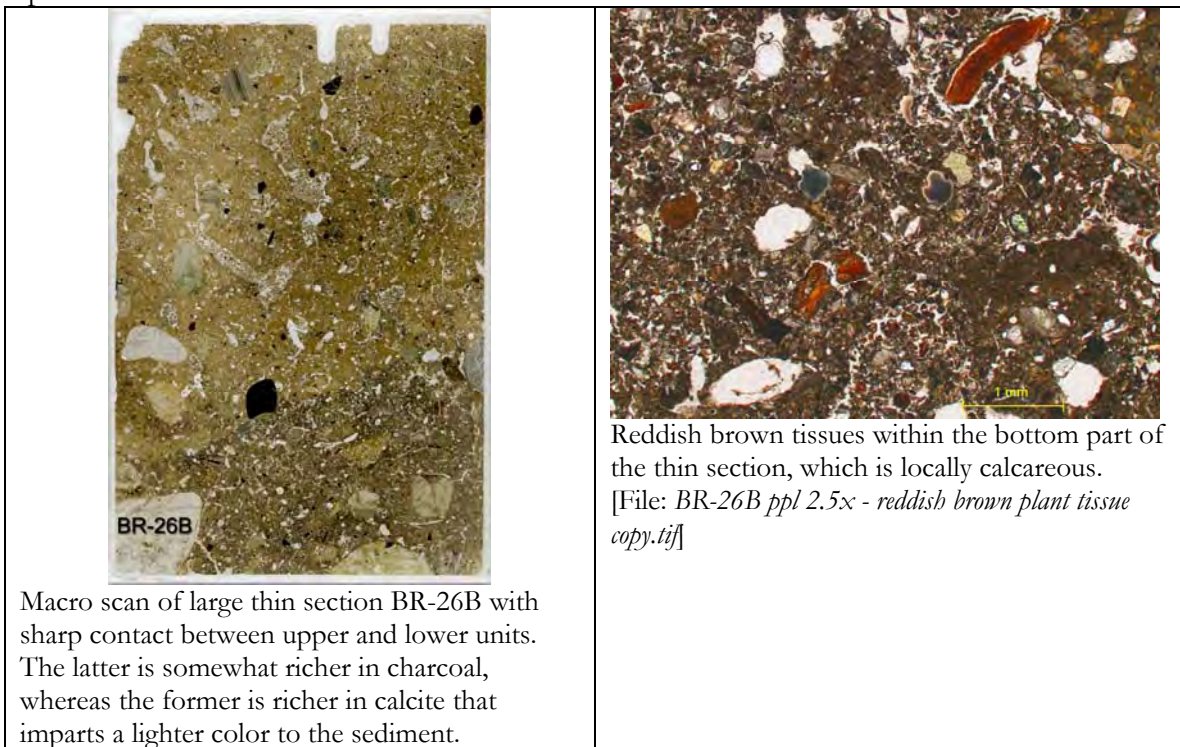 BR-26B
Macro scan of large thin section BR-26B with
sharp contact between upper and lower units.
The latter is somewhat richer in charcoal,
whereas the former is richer in calcite that
imparts a lighter color to the sediment.
1 mm
Reddish brown tissues within the bottom part of
the thin section, which is locally calcareous.
[File: BR-26B ppl 2.5x - reddish brown plant tissue
copy.tif]